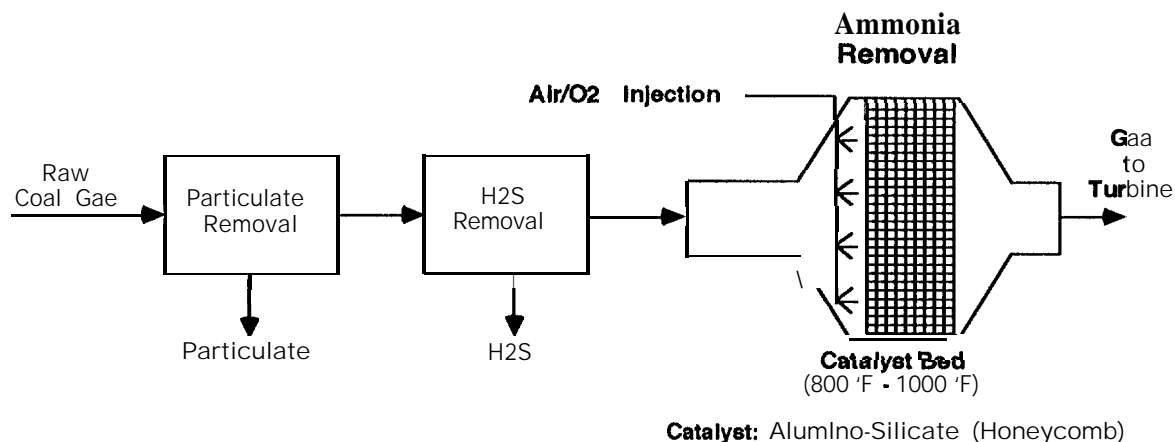 Ammonia
Removal
Air/O2 Injection
Raw
Coal Gae
Particulate
Removal
H2S
Removal
Gaa
to
Turbine
Particulate
H2S
Catalyst Bed
(800 'F - 1000 'F)
Catalyst: Alumlno-Silicate (Honeycomb)